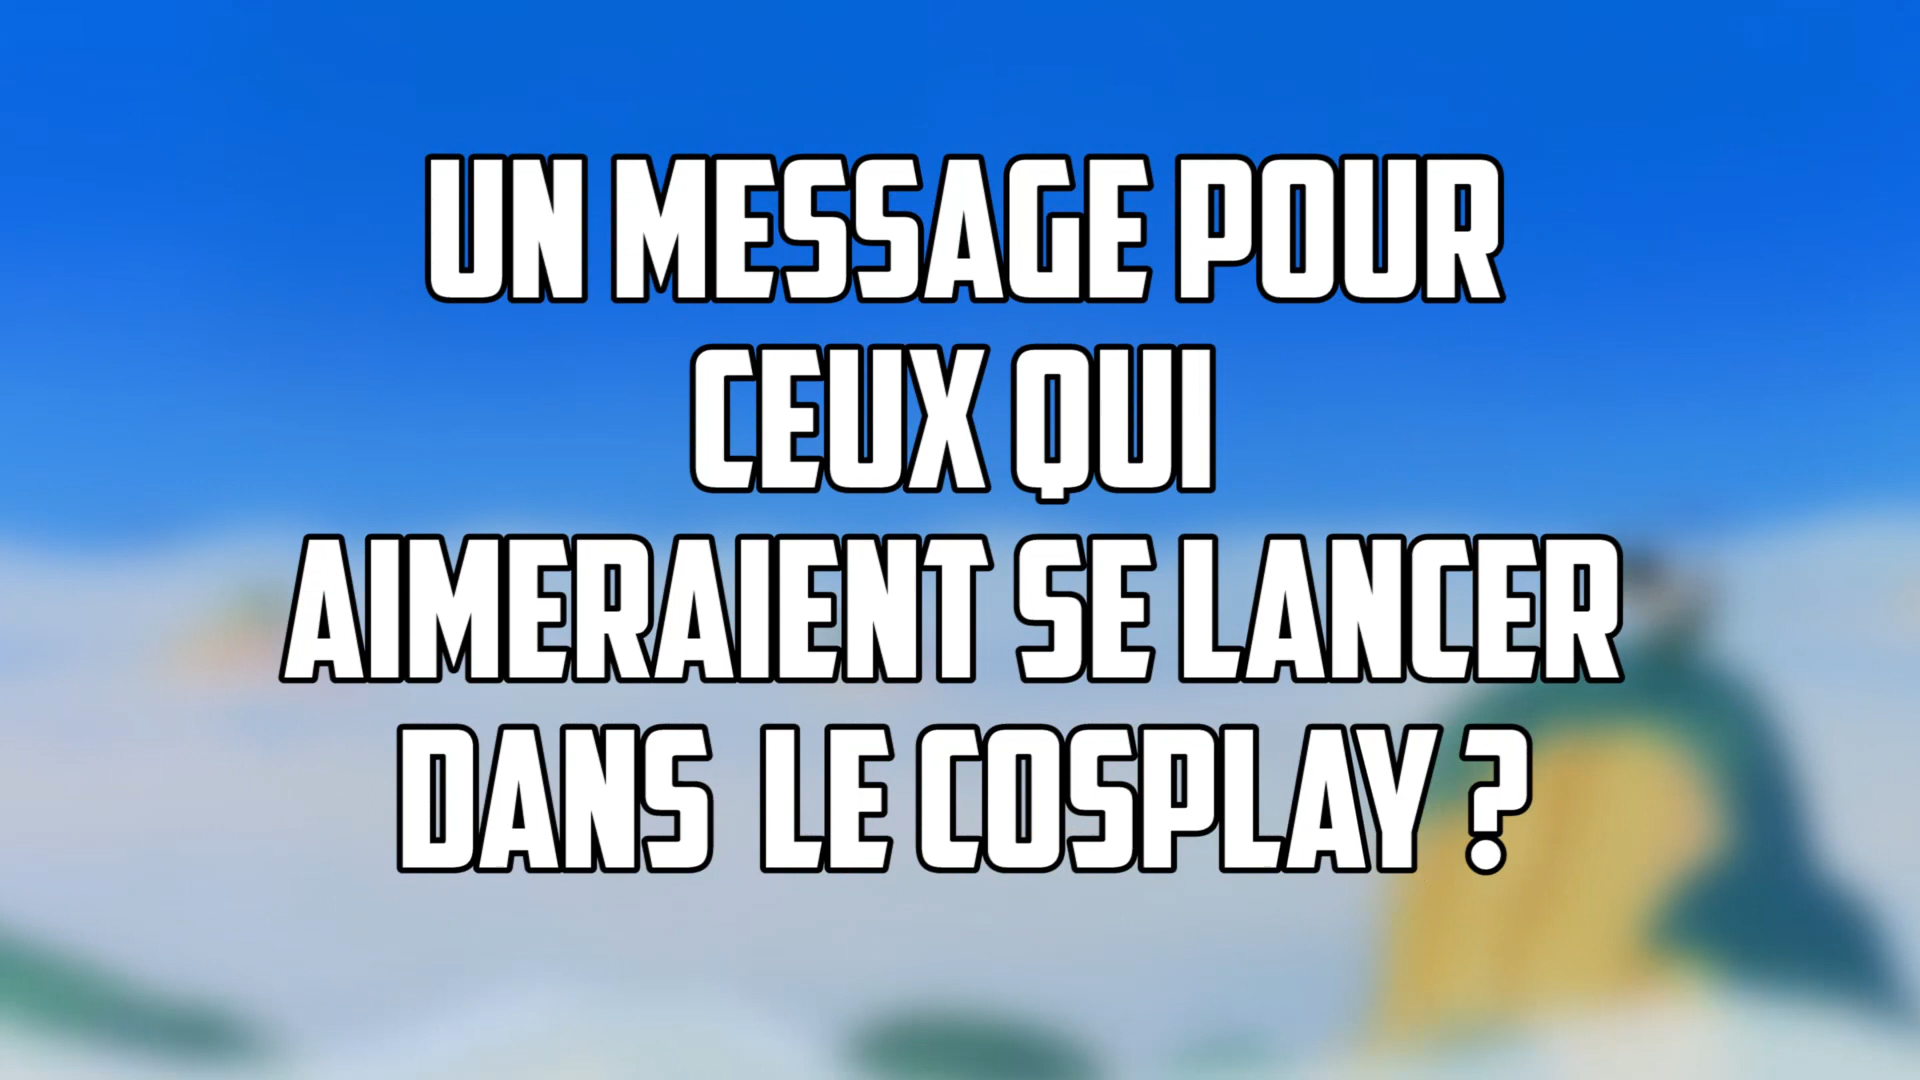 UN MESSAGE POUR
CEUX QUI
AIMERAIENT SE LANCER
DANS LE COSPLAY ?